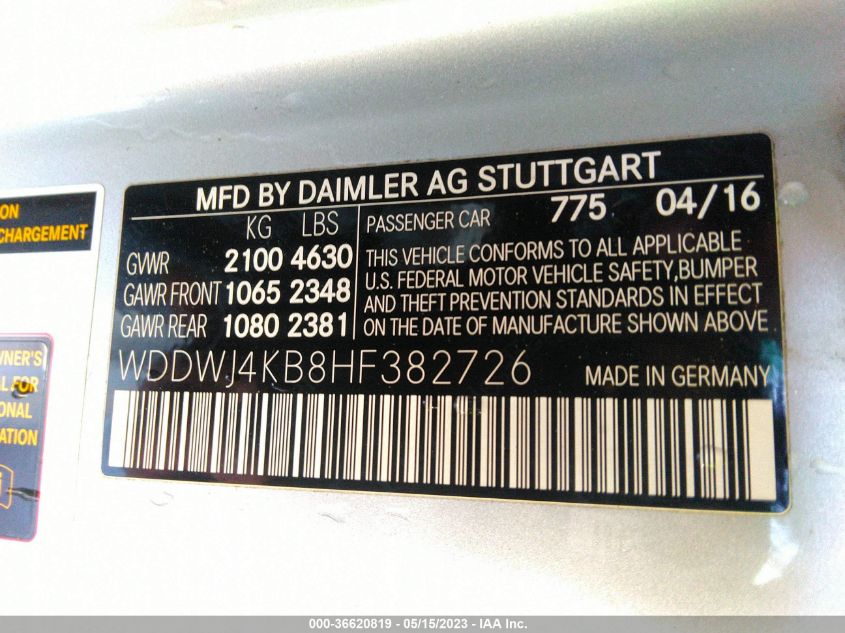 MFD BY DAIMLER AG STUTTGART
KG LBS
GVWR 2100 4630
GAWR FRONT 1065 2348
GAWR REAR 1080 2381
PASSENGER CAR 775 04/16
THIS VEHICLE CONFORMS TO ALL APPLICABLE
U.S. FEDERAL MOTOR VEHICLE SAFETY,BUMPER
AND THEFT PREVENTION STANDARDS IN EFFECT
ON THE DATE OF MANUFACTURE SHOWN ABOVE
WDDWJ4KB8HF382726 MADE IN GERMANY
CHARGEMENT
FOR
000-36620819 - 05/15/2023 - IAA Inc.